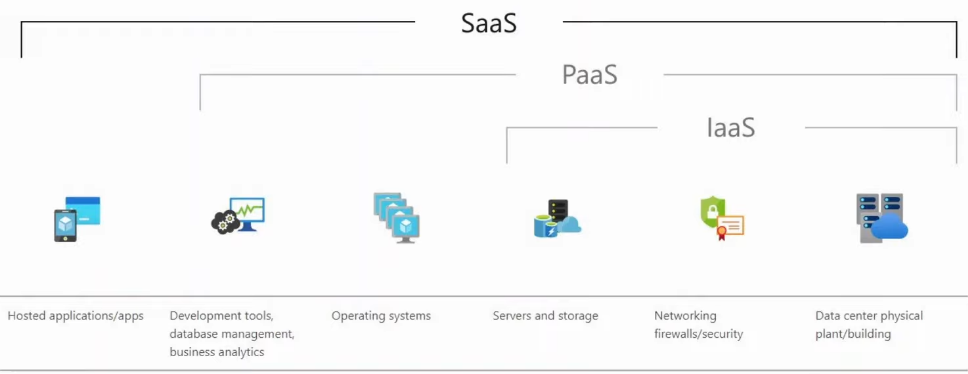 SaaS
PaaS
IaaS
Hosted applications/apps
Development tools,
database management,
business analytics
Operating systems
Servers and storage
Networking
firewalls/security
Data center physical
plant/building